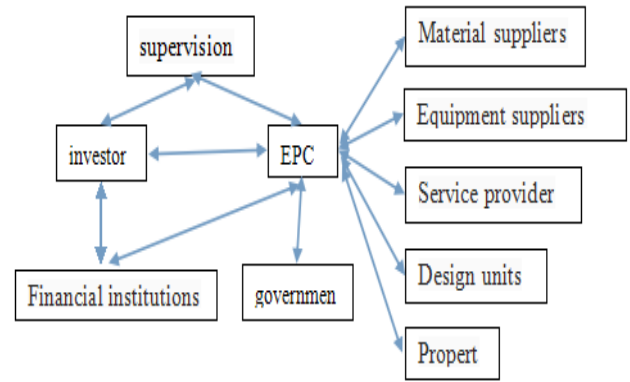 supervision
Material suppliers
Equipment suppliers
investor
EPC
Service provider
Design units
Financial institutions
governmen
Propert